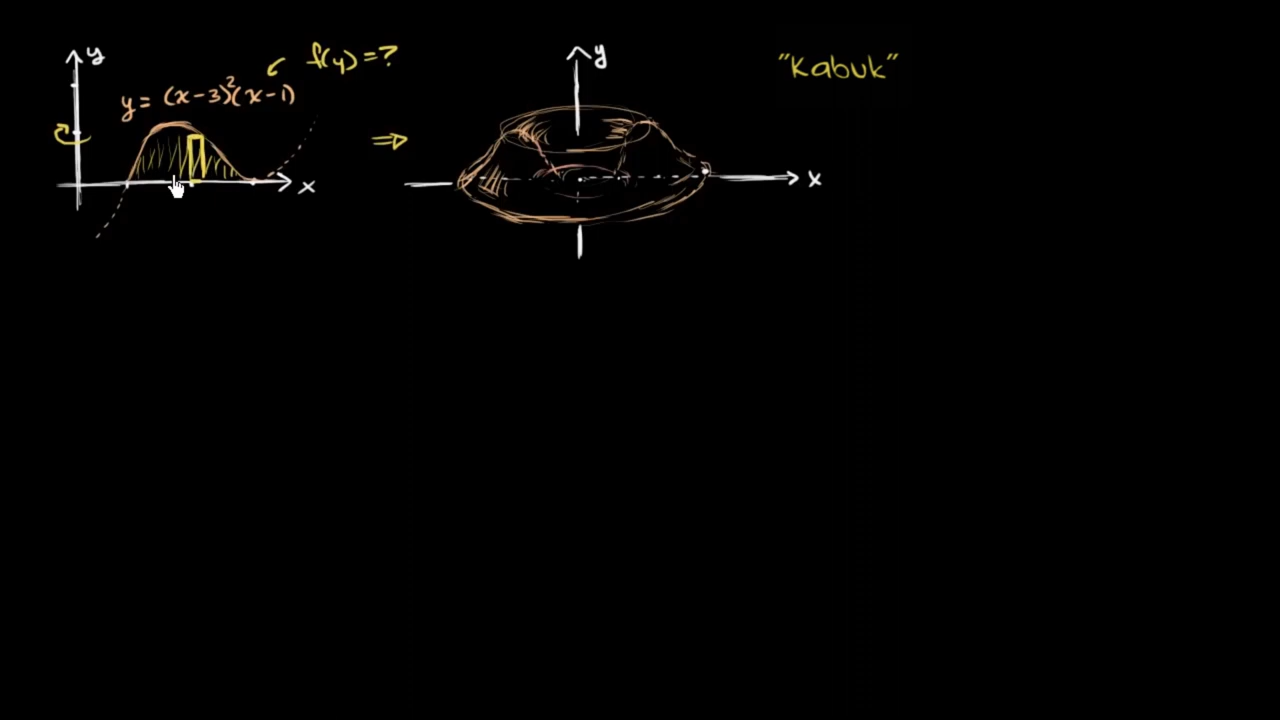 y
f(y) = ?
y = (x-3)²(x-1)
x
⇒
y
x
"Kabuk"